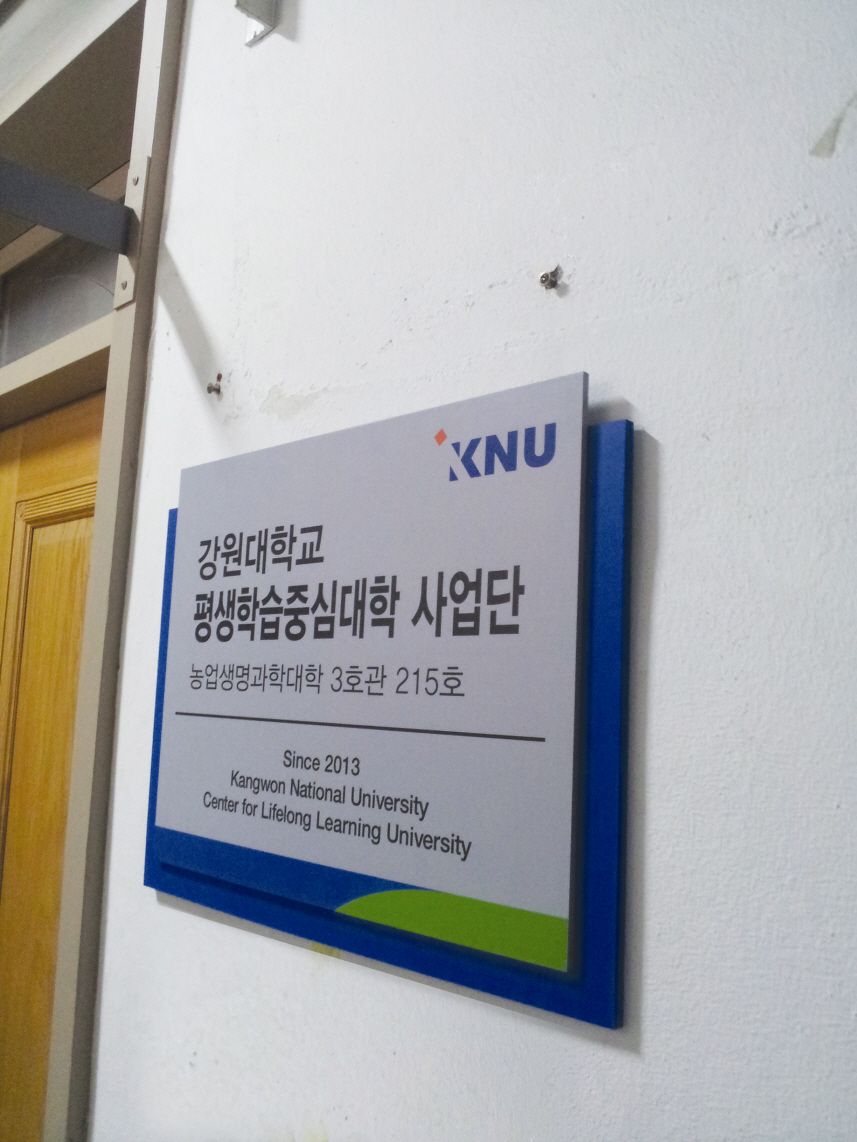 KNU
강원대학교
평생학습중심대학 사업단
농업생명과학대학 3호관 215호
Since 2013
Kangwon National University
Center for Lifelong Learning University